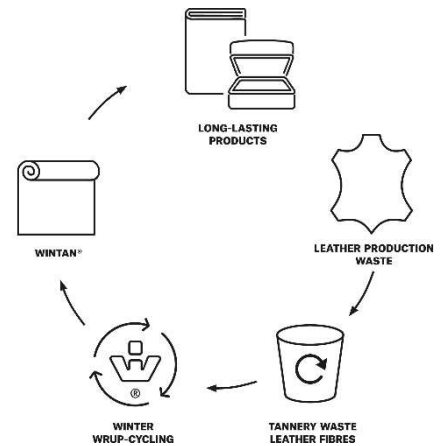 LONG-LASTING
PRODUCTS
LEATHER PRODUCTION
WASTE
TANNERY WASTE
LEATHER FIBRES
WINTER
WRUP-CYCLING
®
WINTAN®